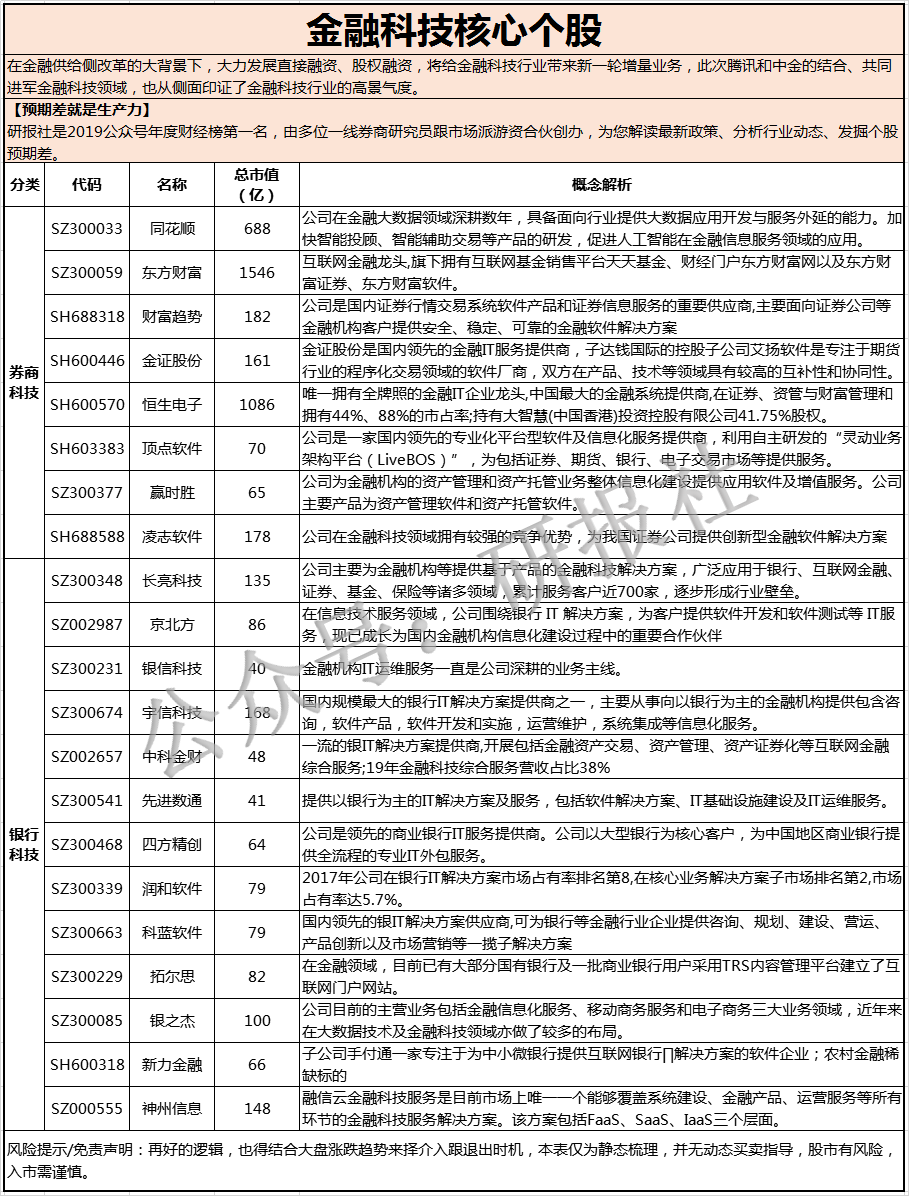 金融科技核心个股
在金融供给侧改革的大背景下，大力发展直接融资、股权融资，将给金融科技行业带来新一轮增量业务，此次腾讯和中金的结合、共同
进军金融科技领域，也从侧面印证了金融科技行业的高景气度。
【预期差就是生产力】
研报社是2019公众号年度财经榜第一名，由多位一线券商研究员跟市场派游资合伙创办，为您解读最新政策、分析行业动态、发掘个股
预期差。
分类 代码 名称 总市值（亿） 概念解析
券商科技
SZ300033 同花顺 688 公司在金融大数据领域深耕数年，具备面向行业提供大数据应用开发与服务外延的能力。加
快智能投顾、智能辅助交易等产品的研发，促进人工智能在金融信息服务领域的应用。
SZ300059 东方财富 1546 互联网金融龙头,旗下拥有互联网基金销售平台天天基金、财经门户东方财富网以及东方财
富证券、东方财富软件。
SH688318 财富趋势 182 公司是国内证券行情交易系统软件产品和证券信息服务的重要供应商,主要面向证券公司等
金融机构客户提供安全、稳定、可靠的金融软件解决方案
SH600446 金证股份 161 金证股份是国内领先的金融IT服务提供商，子达钱国际的控股子公司艾扬软件是专注于期货
行业的程序化交易领域的软件厂商，双方在产品、技术等领域具有较高的互补性和协同性。
SH600570 恒生电子 1086 唯一拥有全牌照的金融IT企业龙头,中国最大的金融系统提供商,在证券、资管与财富管理和
拥有44%、88%的市占率;持有大智慧(中国香港)投资控股有限公司41.75%股权。
SH603383 顶点软件 70 公司是一家国内领先的专业化平台型软件及信息化服务提供商，利用自主研发的“灵动业务
架构平台（LiveBOS）”，为包括证券、期货、银行、电子交易市场等提供服务。
SZ300377 赢时胜 65 公司为金融机构的资产管理和资产托管业务整体信息化建设提供应用软件及增值服务。公司
主要产品为资产管理软件和资产托管软件。
SH688588 凌志软件 178 公司在金融科技领域拥有较强的竞争优势，为我国证券公司提供创新型金融软件解决方案
银行科技
SZ300348 长亮科技 135 公司主要为金融机构等提供基于产品的金融科技解决方案，广泛应用于银行、互联网金融、
证券、基金、保险等诸多领域，累计服务客户近700家，逐步形成行业壁垒。
SZ002987 京北方 86 在信息技术服务领域，公司围绕银行 IT 解决方案，为客户提供软件开发和软件测试等 IT服
务，现已成长为国内金融机构信息化建设过程中的重要合作伙伴
SZ300231 银信科技 40 金融机构IT运维服务一直是公司深耕的业务主线。
SZ300674 宇信科技 168 国内规模最大的银行IT解决方案提供商之一，主要从事向以银行为主的金融机构提供包含咨
询，软件产品，软件开发和实施，运营维护，系统集成等信息化服务。
SZ002657 中科金财 48 一流的银IT解决方案提供商,开展包括金融资产交易、资产管理、资产证券化等互联网金融
综合服务;19年金融科技综合服务营收占比38%
SZ300541 先进数通 41 提供以银行为主的IT解决方案及服务，包括软件解决方案、IT基础设施建设及IT运维服务。
SZ300468 四方精创 64 公司是领先的商业银行IT服务提供商。公司以大型银行为核心客户，为中国地区商业银行提
供全流程的专业IT外包服务。
SZ300339 润和软件 79 2017年公司在银行IT解决方案市场占有率排名第8,在核心业务解决方案子市场排名第2,市场
占有率达5.7%。
SZ300663 科蓝软件 79 国内领先的银IT解决方案供应商,可为银行等金融行业企业提供咨询、规划、建设、营运、
产品创新以及市场营销等一揽子解决方案
SZ300229 拓尔思 82 在金融领域，目前已有大部分国有银行及一批商业银行用户采用TRS内容管理平台建立了互
联网门户网站。
SZ300085 银之杰 100 公司目前的主营业务包括金融信息化服务、移动商务服务和电子商务三大业务领域，近年来
在大数据技术及金融科技领域亦做了较多的布局。
SH600318 新力金融 66 子公司手付通一家专注于为中小微银行提供互联网银行∏解决方案的软件企业；农村金融稀
缺标的
SZ000555 神州信息 148 融信云金融科技服务是目前市场上唯一一个能够覆盖系统建设、金融产品、运营服务等所有
环节的金融科技服务解决方案。该方案包括FaaS、SaaS、IaaS三个层面。
风险提示/免责声明：再好的逻辑，也得结合大盘涨跌趋势来择介入跟退出时机，本表仅为静态梳理，并无动态买卖指导，股市有风险，
入市需谨慎。
公众号：研报社